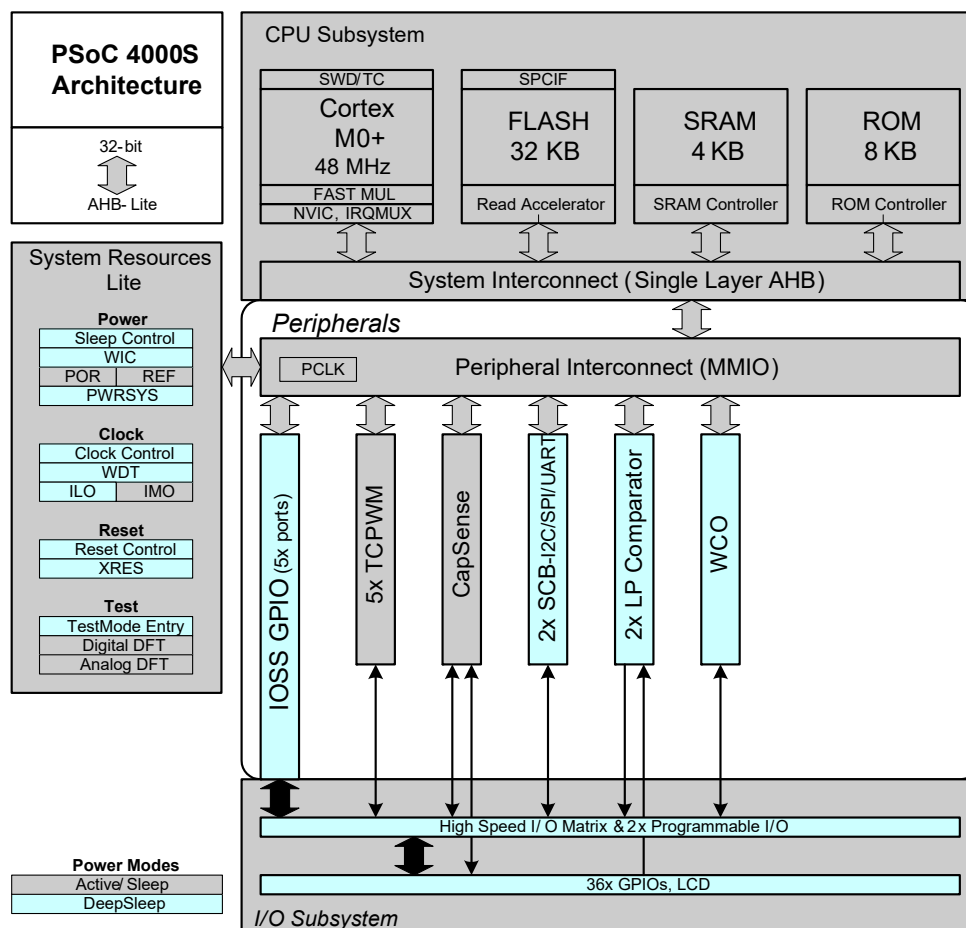 PSoC 4000S
Architecture
32-bit
AHB- Lite
CPU Subsystem
SWD/TC
Cortex
M0+
48 MHz
FAST MUL
NVIC, IRQMUX
SPCIF
FLASH
32 KB
Read Accelerator
SRAM
4 KB
SRAM Controller
ROM
8 KB
ROM Controller
System Interconnect (Single Layer AHB)
System Resources
Lite
Power
Sleep Control
WIC
POR REF
PWRSYS
Clock
Clock Control
WDT
ILO IMO
Reset
Reset Control
XRES
Test
TestMode Entry
Digital DFT
Analog DFT
Peripherals
PCLK
Peripheral Interconnect (MMIO)
IOSS GPIO (5x ports)
5x TCPWM
CapSense
2x SCB-I2C/SPI/UART
2x LP Comparator
WCO
High Speed I/O Matrix & 2x Programmable I/O
36x GPIOs, LCD
I/O Subsystem
Power Modes
Active/Sleep
DeepSleep